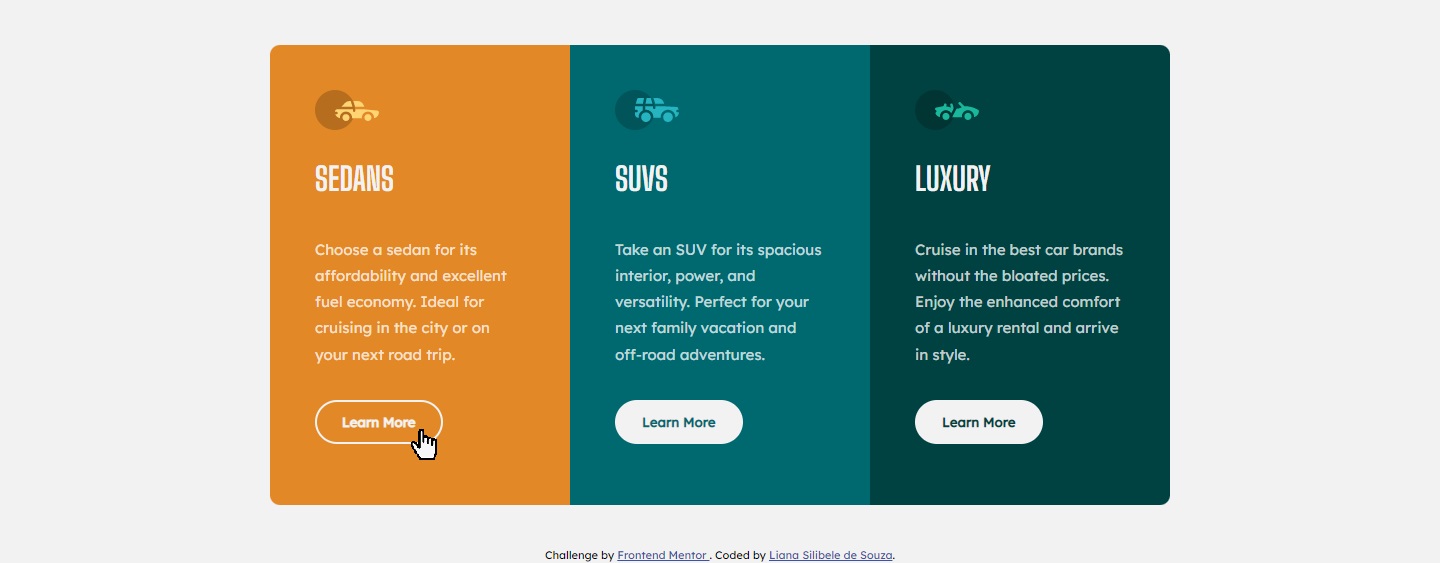 SEDANS
Choose a sedan for its
affordability and excellent
fuel economy. Ideal for
cruising in the city or on
your next road trip.
Learn More
SUVS
Take an SUV for its spacious
interior, power, and
versatility. Perfect for your
next family vacation and
off-road adventures.
Learn More
LUXURY
Cruise in the best car brands
without the bloated prices.
Enjoy the enhanced comfort
of a luxury rental and arrive
in style.
Learn More
Challenge by Frontend Mentor . Coded by Liana Silibele de Souza.